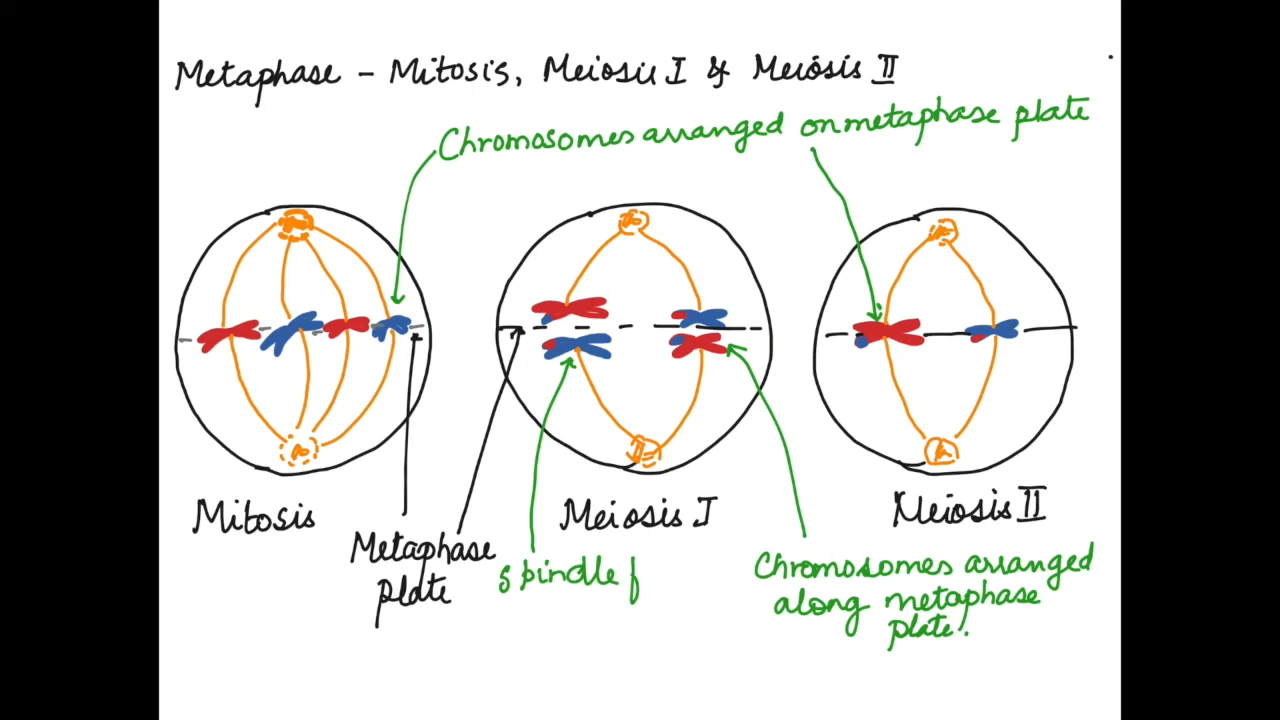 Metaphase – Mitosis, Meiosis I & Meiosis II
Chromosomes arranged on metaphase plate
Mitosis
Meiosis I
Meiosis II
Metaphase
plate
spindle f
Chromosomes arranged
along metaphase
plate.